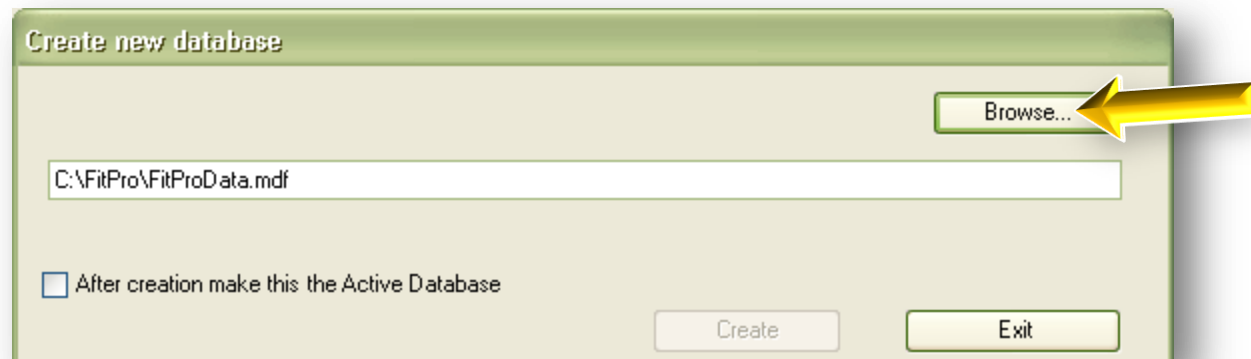 Create new database
Browse...
C:\FitPro\FitProData.mdf
After creation make this the Active Database
Create
Exit